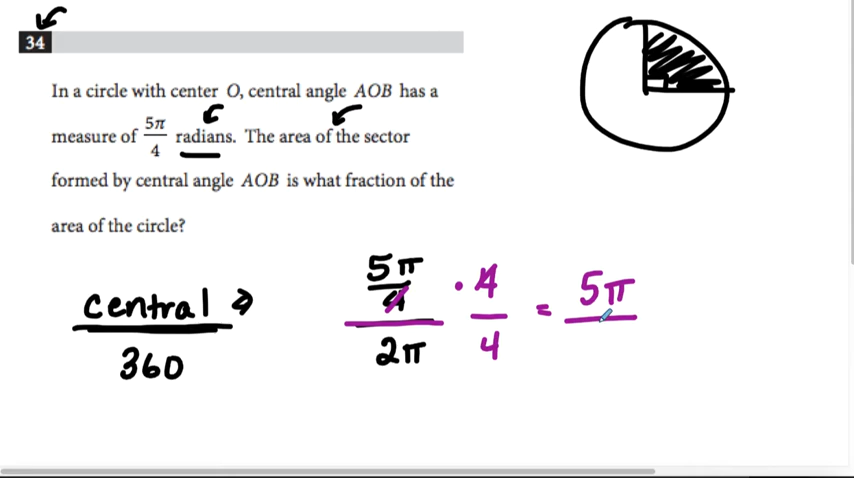 34
In a circle with center O, central angle AOB has a
measure of 5π/4 radians. The area of the sector
formed by central angle AOB is what fraction of the
area of the circle?
central / 360 → (5π/4) / 2π · 4/4 = 5π